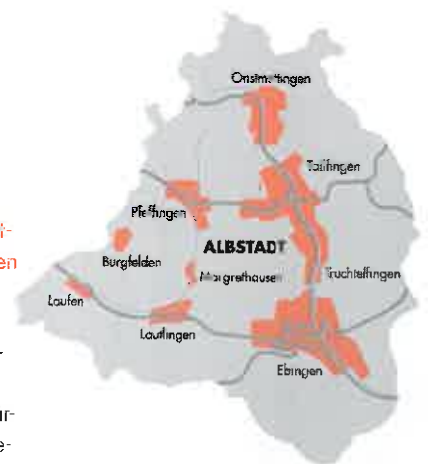 Onstmettingen
Tailfingen
Pfeffingen
ALBSTADT
Burgfelden
Margrethausen
Truchtelfingen
Laufen
Lautlingen
Ebingen